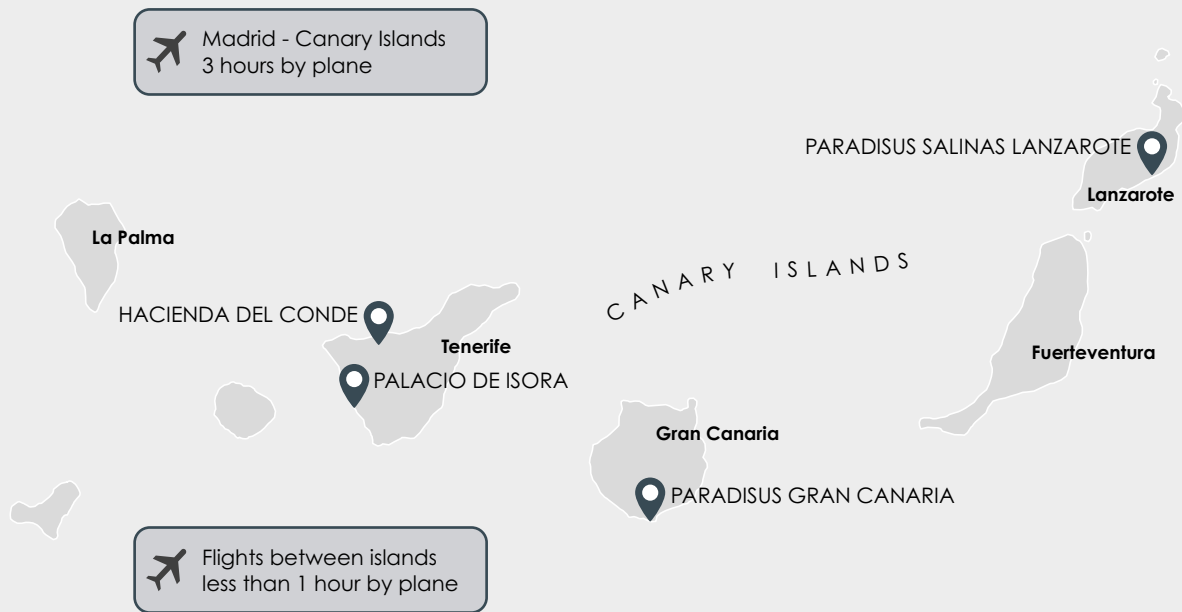 Madrid - Canary Islands
3 hours by plane
PARADISUS SALINAS LANZAROTE
Lanzarote
La Palma
CANARY ISLANDS
HACIENDA DEL CONDE
Tenerife
Fuerteventura
PALACIO DE ISORA
Gran Canaria
PARADISUS GRAN CANARIA
Flights between islands
less than 1 hour by plane